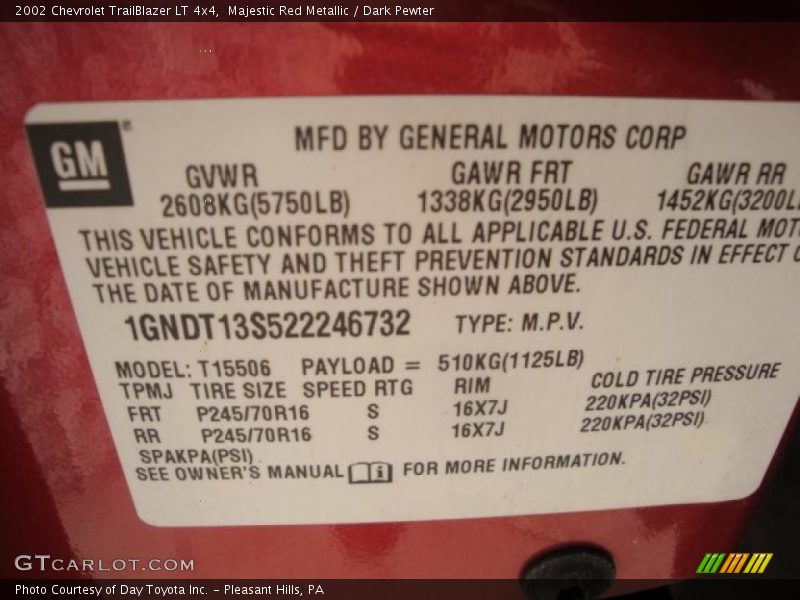 2002 Chevrolet TrailBlazer LT 4x4,  Majestic Red Metallic / Dark Pewter
GM®
MFD BY GENERAL MOTORS CORP
GVWR GAWR FRT GAWR RR
2608KG(5750LB) 1338KG(2950LB) 1452KG(3200L
THIS VEHICLE CONFORMS TO ALL APPLICABLE U.S. FEDERAL MOT
VEHICLE SAFETY AND THEFT PREVENTION STANDARDS IN EFFECT
THE DATE OF MANUFACTURE SHOWN ABOVE.
1GNDT13S522246732 TYPE: M.P.V.
MODEL: T15506 PAYLOAD = 510KG(1125LB)
TPMJ TIRE SIZE SPEED RTG RIM COLD TIRE PRESSURE
FRT P245/70R16 S 16X7J 220KPA(32PSI)
RR P245/70R16 S 16X7J 220KPA(32PSI)
SPAKPA(PSI)
SEE OWNER'S MANUAL i FOR MORE INFORMATION.
GTCARLOT.COM
Photo Courtesy of Day Toyota Inc. – Pleasant Hills, PA